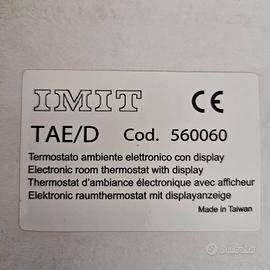 IMIT CE
TAE/D Cod. 560060
Termostato ambiente elettronico con display
Electronic room thermostat with display
Thermostat d'ambiance électronique avec afficheur
Elektronic raumthermostat mit displayanzeige
Made in Taiwan
subito